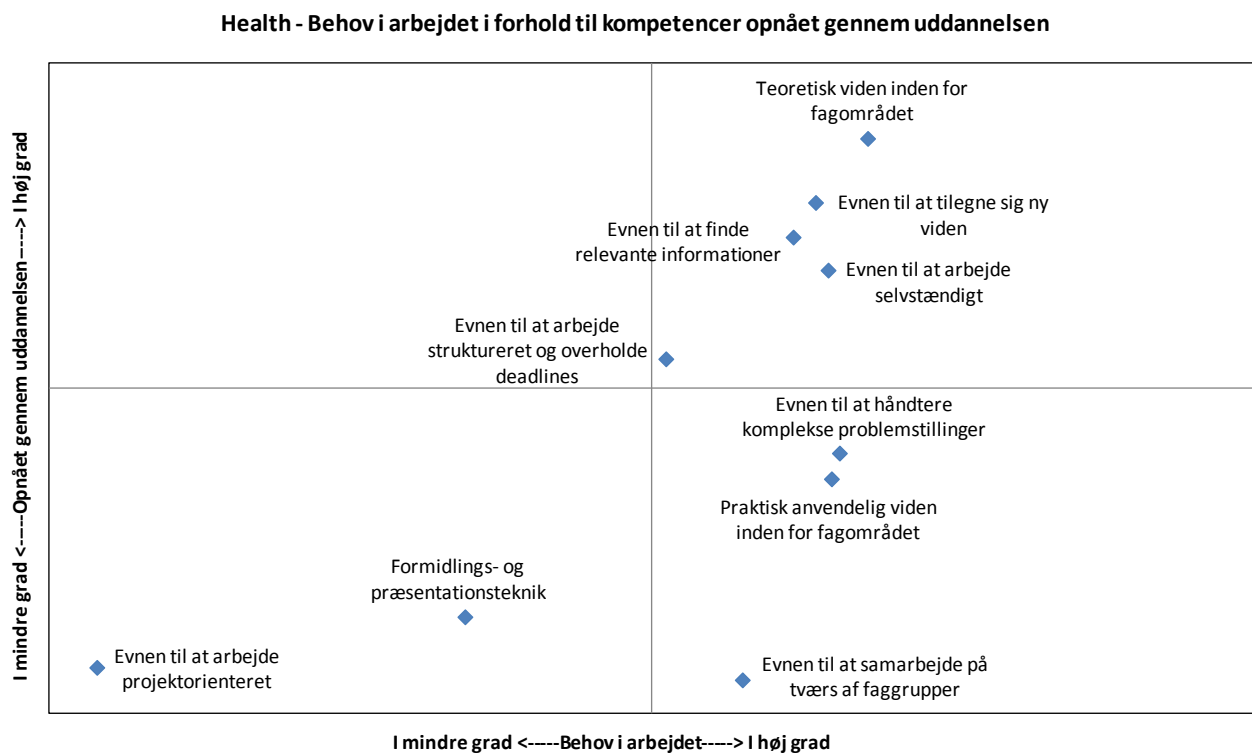 Health - Behov i arbejdet i forhold til kompetencer opnået gennem uddannelsen
I mindre grad <-----Opnået gennem uddannelsen-----> I høj grad
Teoretisk viden inden for
fagområdet
Evnen til at tilegne sig ny
viden
Evnen til at finde
relevante informationer
Evnen til at arbejde
selvstændigt
Evnen til at arbejde
struktureret og overholde
deadlines
Evnen til at håndtere
komplekse problemstillinger
Praktisk anvendelig viden
inden for fagområdet
Formidlings- og
præsentationsteknik
Evnen til at arbejde
projektorienteret
Evnen til at samarbejde på
tværs af faggrupper
I mindre grad <-----Behov i arbejdet-----> I høj grad